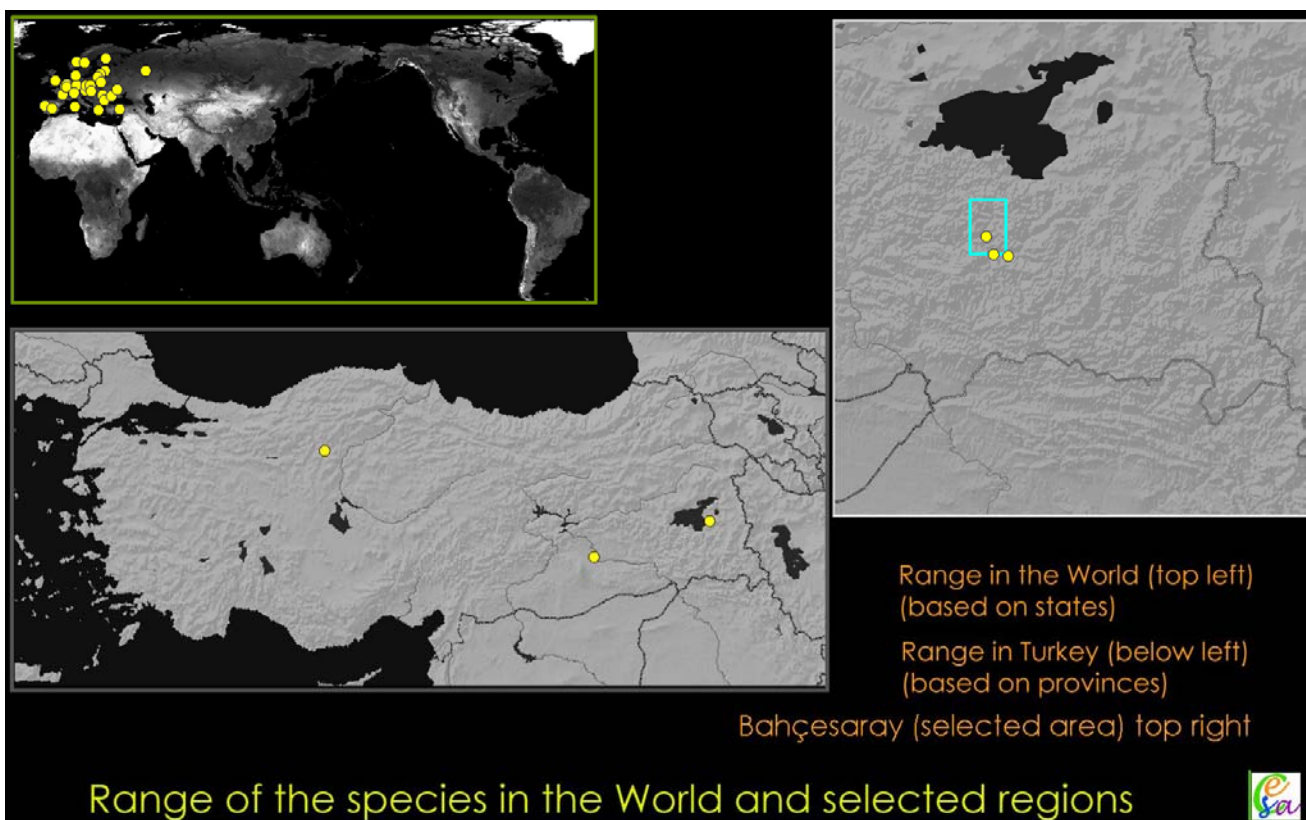 Range in the World (top left)
(based on states)
Range in Turkey (below left)
(based on provinces)
Bahçesaray (selected area) top right
Range of the species in the World and selected regions
Cesa